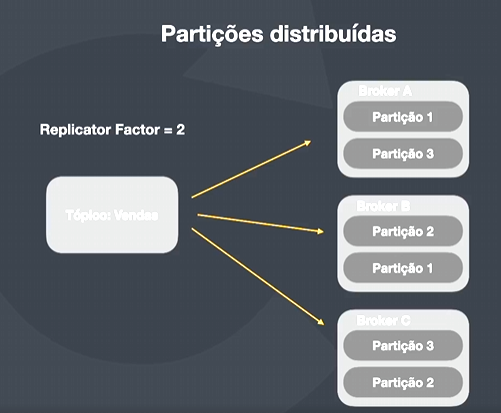 Partições distribuídas
Replicator Factor = 2
Tópico: Vendas
Broker A
Partição 1
Partição 3
Broker B
Partição 2
Partição 1
Broker C
Partição 3
Partição 2